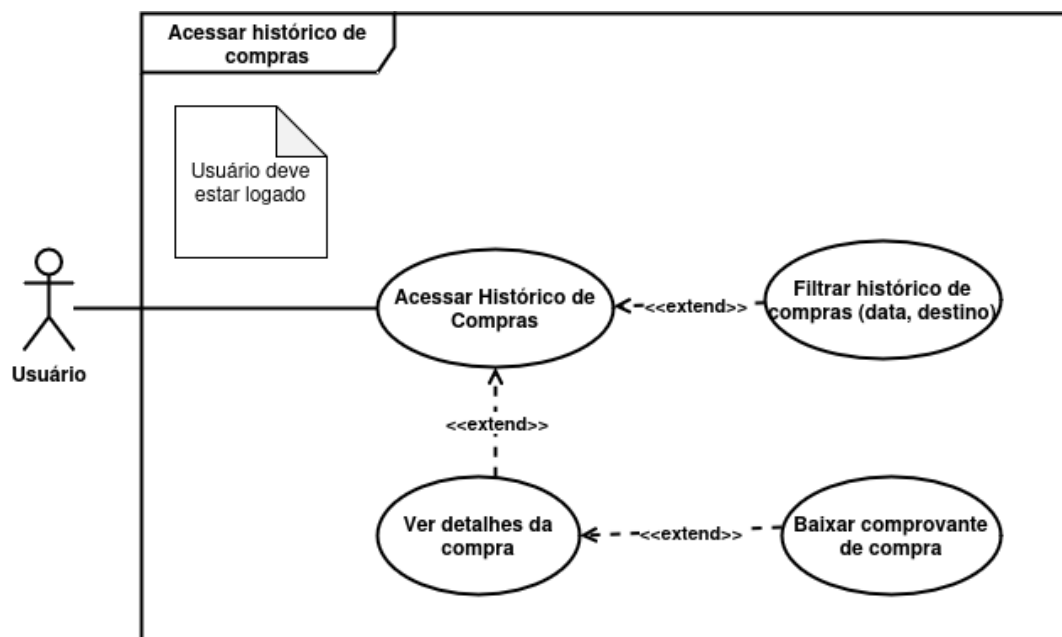 Acessar histórico de
compras
Usuário deve
estar logado
Usuário
Acessar Histórico de
Compras
<<extend>>
Filtrar histórico de
compras (data, destino)
<<extend>>
Ver detalhes da
compra
<<extend>>
Baixar comprovante
de compra